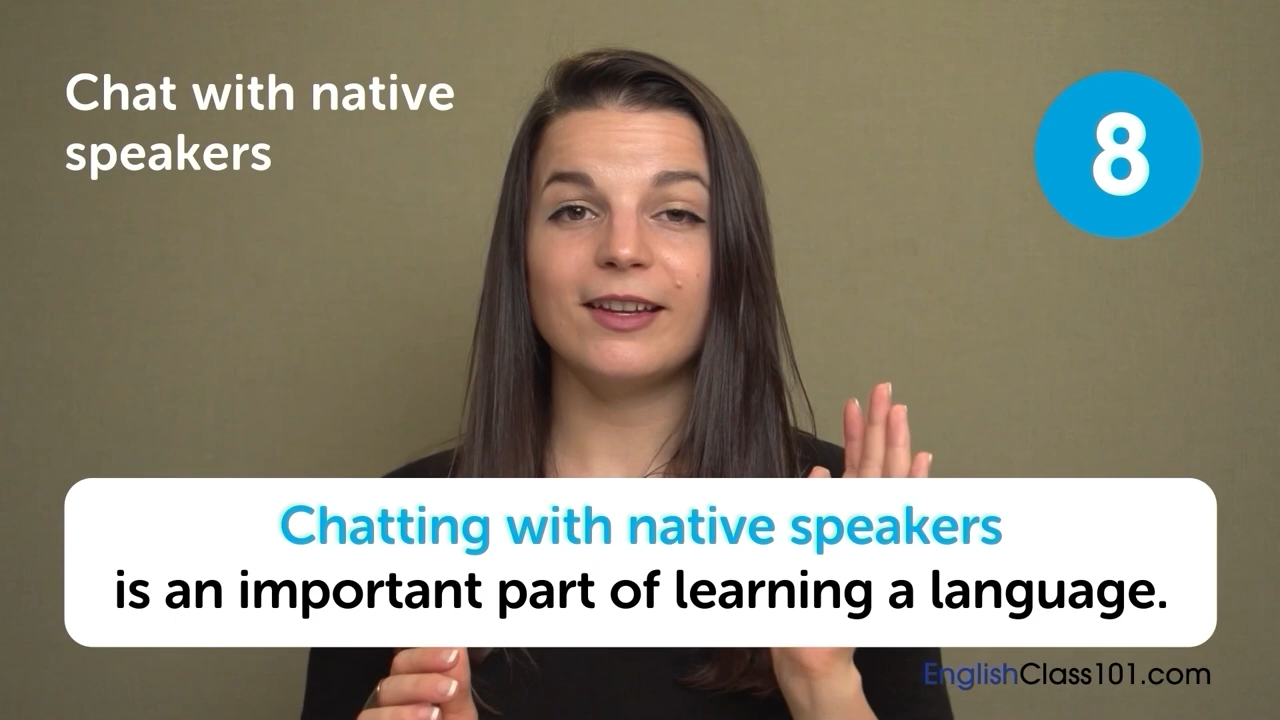 Chat with native
speakers
8
Chatting with native speakers
is an important part of learning a language.
EnglishClass101.com